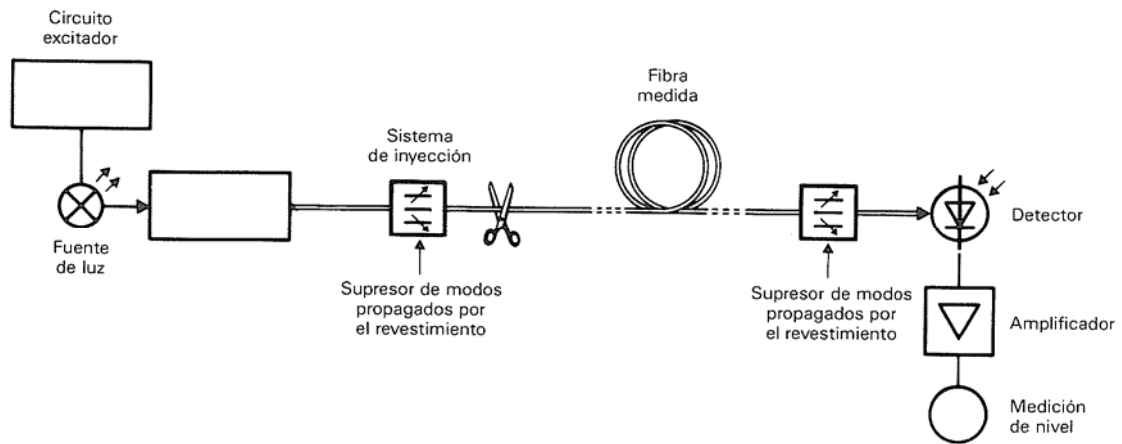 Circuito
excitador
Fuente
de luz
Sistema
de inyección
Supresor de modos
propagados por
el revestimiento
Fibra
medida
Supresor de modos
propagados por
el revestimiento
Detector
Amplificador
Medición
de nivel